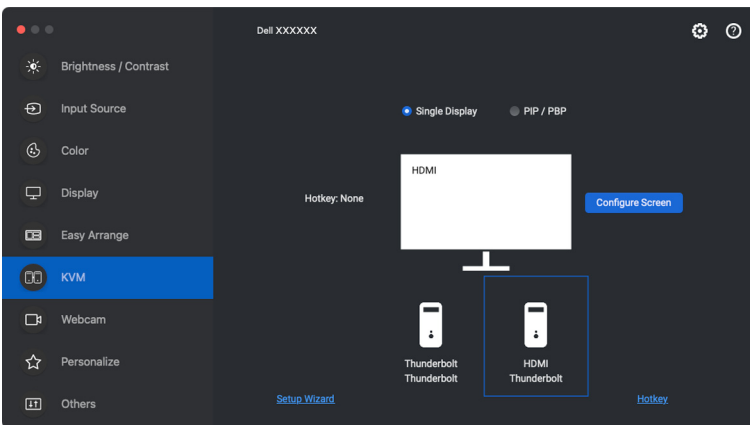 Dell XXXXXX
Brightness / Contrast
Input Source
Color
Display
Easy Arrange
KVM
Webcam
Personalize
Others
Single Display
PIP / PBP
HDMI
Hotkey: None
Configure Screen
Thunderbolt
Thunderbolt
HDMI
Thunderbolt
Setup Wizard
Hotkey